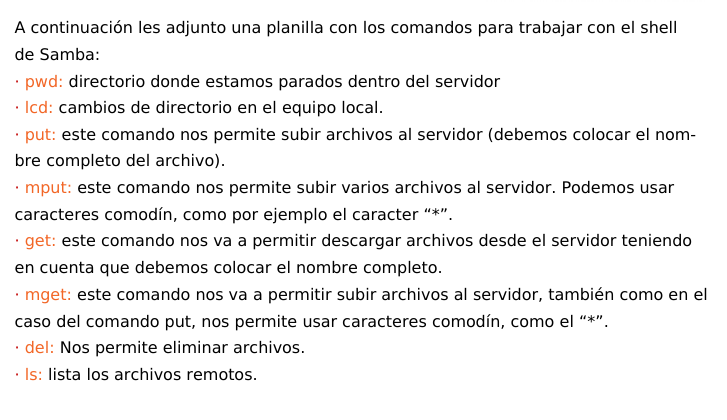 A continuación les adjunto una planilla con los comandos para trabajar con el shell
de Samba:
· pwd: directorio donde estamos parados dentro del servidor
· lcd: cambios de directorio en el equipo local.
· put: este comando nos permite subir archivos al servidor (debemos colocar el nom-
bre completo del archivo).
· mput: este comando nos permite subir varios archivos al servidor. Podemos usar
caracteres comodín, como por ejemplo el caracter “*”.
· get: este comando nos va a permitir descargar archivos desde el servidor teniendo
en cuenta que debemos colocar el nombre completo.
· mget: este comando nos va a permitir subir archivos al servidor, también como en el
caso del comando put, nos permite usar caracteres comodín, como el “*”.
· del: Nos permite eliminar archivos.
· ls: lista los archivos remotos.